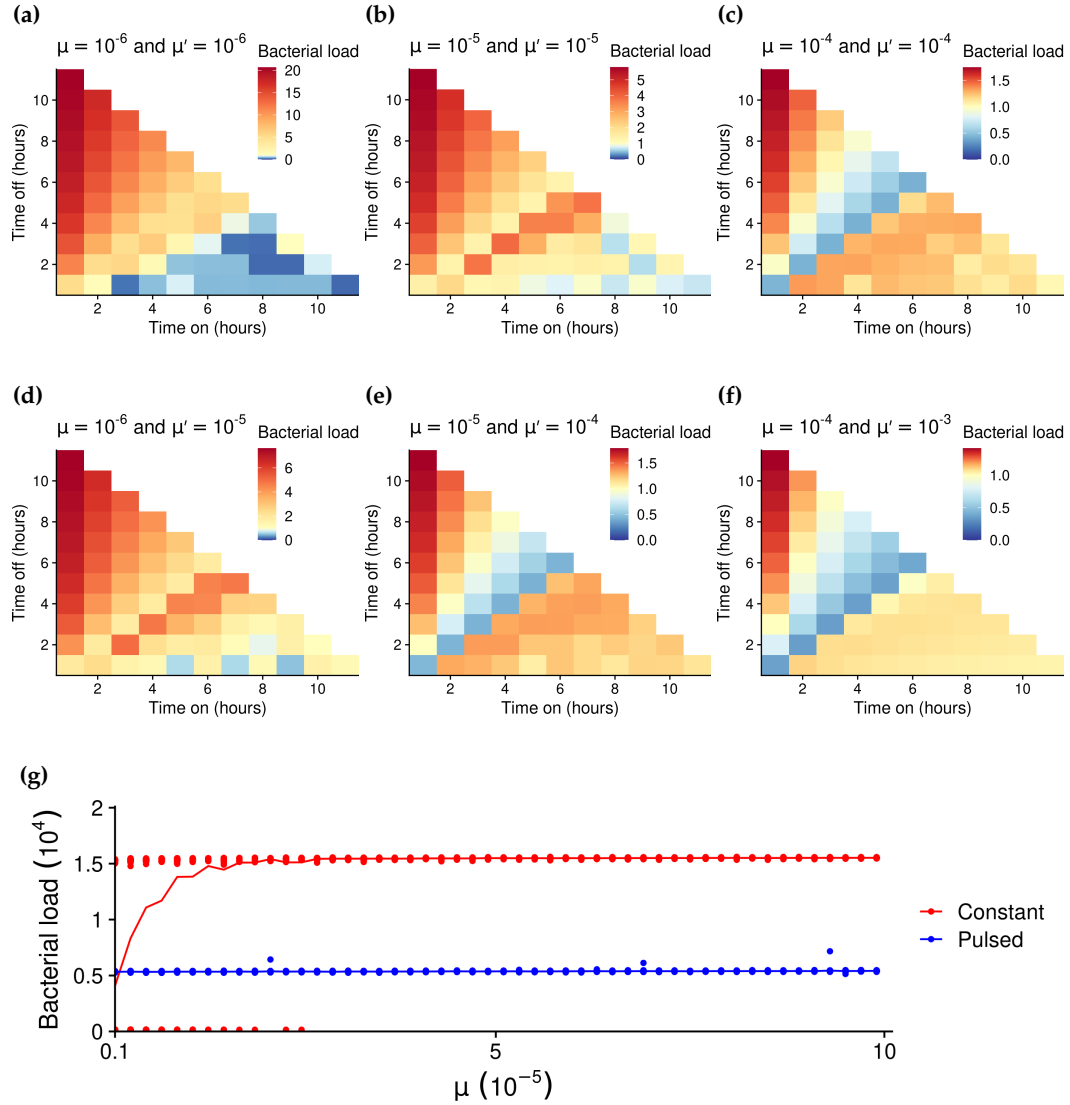 (a)
μ = 10-6 and μ′ = 10-6
Bacterial load
20
15
10
5
0
10
8
6
4
2
Time off (hours)
2 4 6 8 10
Time on (hours)
(b)
μ = 10-5 and μ′ = 10-5
Bacterial load
5
4
3
2
1
0
10
8
6
4
2
Time off (hours)
2 4 6 8 10
Time on (hours)
(c)
μ = 10-4 and μ′ = 10-4
Bacterial load
1.5
1.0
0.5
0.0
10
8
6
4
2
Time off (hours)
2 4 6 8 10
Time on (hours)
(d)
μ = 10-6 and μ′ = 10-5
Bacterial load
6
4
2
0
10
8
6
4
2
Time off (hours)
2 4 6 8 10
Time on (hours)
(e)
μ = 10-5 and μ′ = 10-4
Bacterial load
1.5
1.0
0.5
0.0
10
8
6
4
2
Time off (hours)
2 4 6 8 10
Time on (hours)
(f)
μ = 10-4 and μ′ = 10-3
Bacterial load
1.0
0.5
0.0
10
8
6
4
2
Time off (hours)
2 4 6 8 10
Time on (hours)
(g)
2
1.5
1
0.5
0
Bacterial load (10^4)
0.1 5 10
μ (10^-5)
Constant
Pulsed